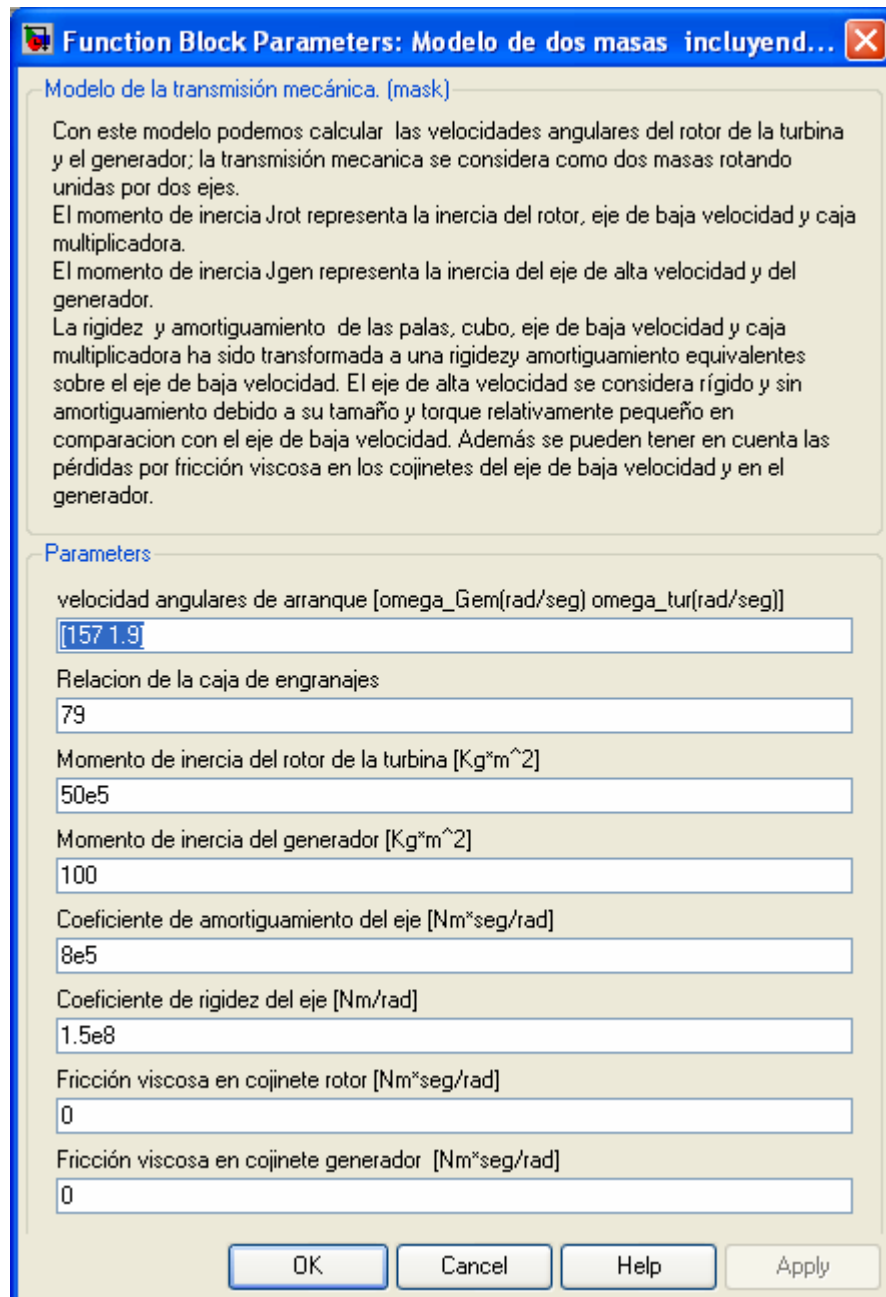 Function Block Parameters: Modelo de dos masas incluyend...
Modelo de la transmisión mecánica. (mask)
Con este modelo podemos calcular las velocidades angulares del rotor de la turbina
y el generador; la transmisión mecanica se considera como dos masas rotando
unidas por dos ejes.
El momento de inercia Jrot representa la inercia del rotor, eje de baja velocidad y caja
multiplicadora.
El momento de inercia Jgen representa la inercia del eje de alta velocidad y del
generador.
La rigidez y amortiguamiento de las palas, cubo, eje de baja velocidad y caja
multiplicadora ha sido transformada a una rigidezy amortiguamiento equivalentes
sobre el eje de baja velocidad. El eje de alta velocidad se considera rígido y sin
amortiguamiento debido a su tamaño y torque relativamente pequeño en
comparacion con el eje de baja velocidad. Además se pueden tener en cuenta las
pérdidas por fricción viscosa en los cojinetes del eje de baja velocidad y en el
generador.
Parameters
velocidad angulares de arranque [omega_Gem(rad/seg) omega_tur(rad/seg)]
[157 1.9]
Relacion de la caja de engranajes
79
Momento de inercia del rotor de la turbina [Kg*m^2]
50e5
Momento de inercia del generador [Kg*m^2]
100
Coeficiente de amortiguamiento del eje [Nm*seg/rad]
8e5
Coeficiente de rigidez del eje [Nm/rad]
1.5e8
Fricción viscosa en cojinete rotor [Nm*seg/rad]
0
Fricción viscosa en cojinete generador [Nm*seg/rad]
0
OK Cancel Help Apply